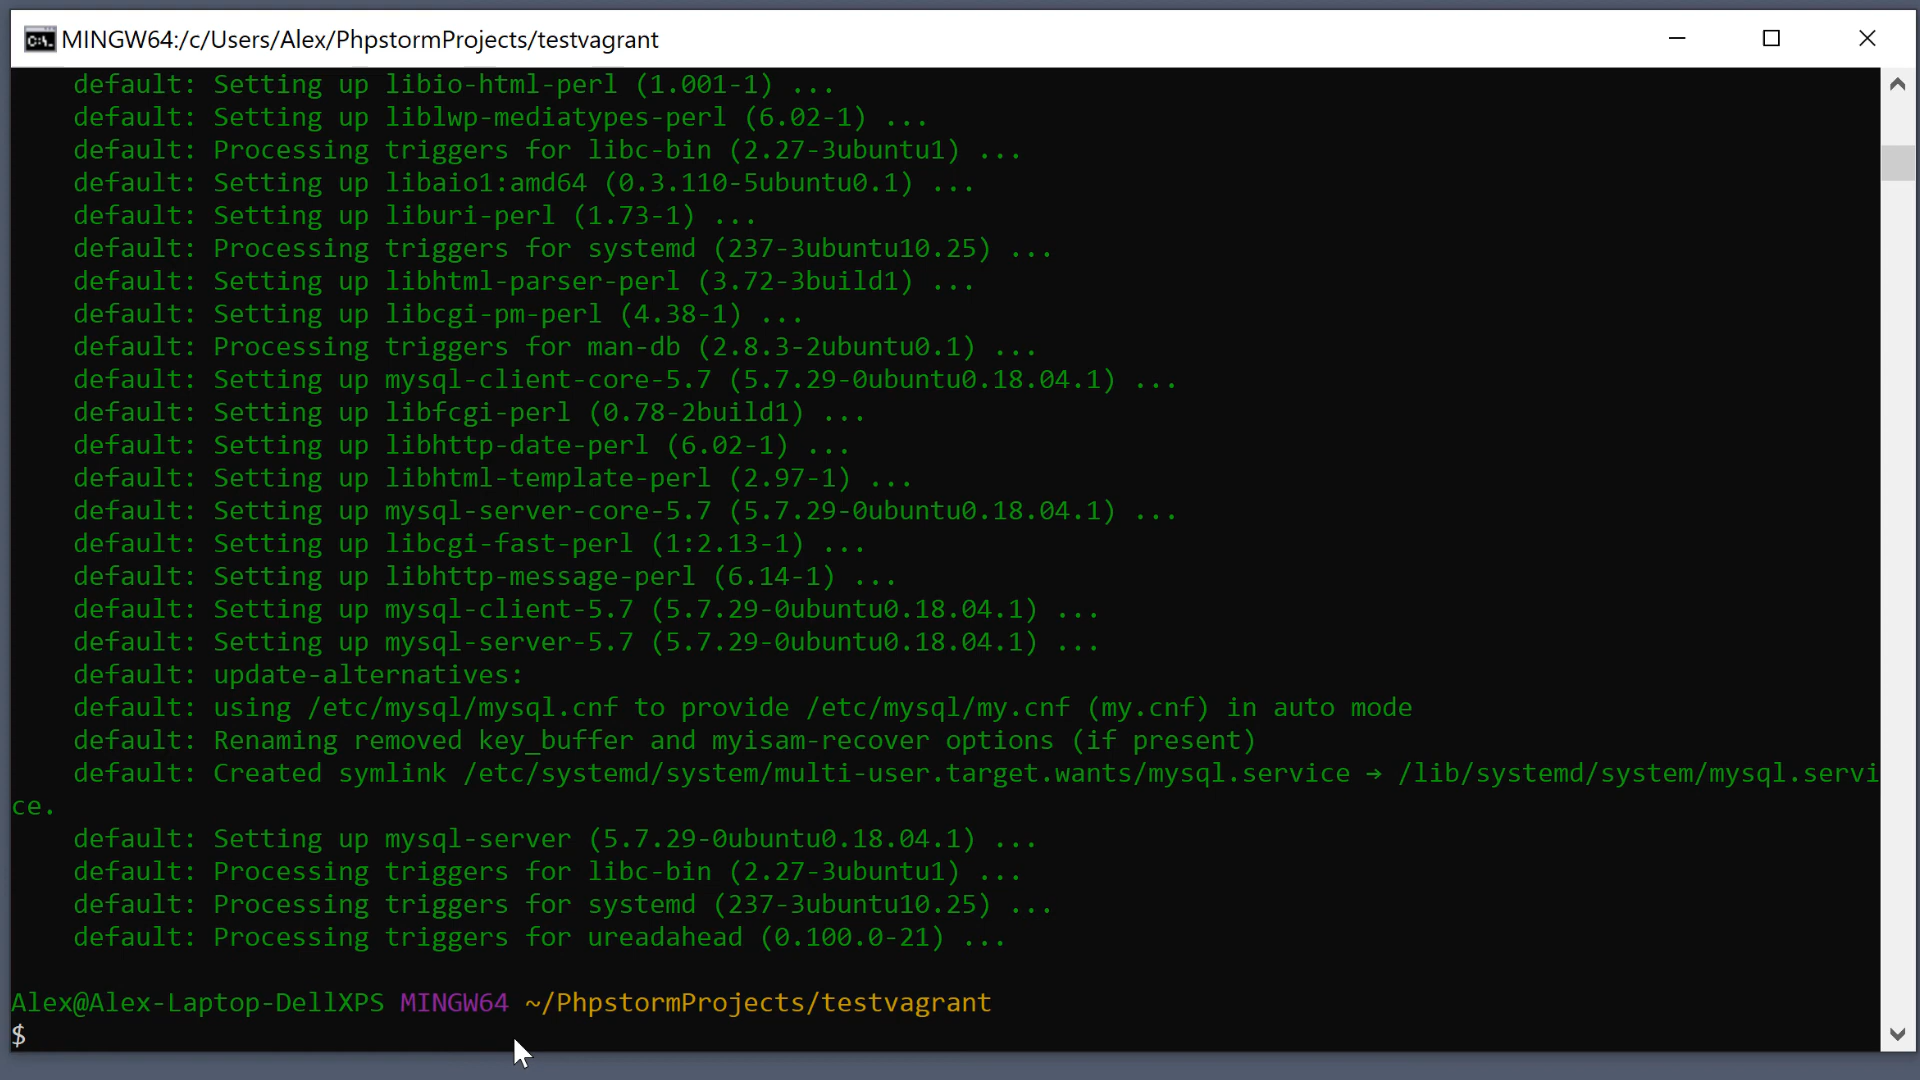 MINGW64:/c/Users/Alex/PhpstormProjects/testvagrant
default: Setting up libio-html-perl (1.001-1) ...
default: Setting up liblwp-mediatypes-perl (6.02-1) ...
default: Processing triggers for libc-bin (2.27-3ubuntu1) ...
default: Setting up libaio1:amd64 (0.3.110-5ubuntu0.1) ...
default: Setting up liburi-perl (1.73-1) ...
default: Processing triggers for systemd (237-3ubuntu10.25) ...
default: Setting up libhtml-parser-perl (3.72-3build1) ...
default: Setting up libcgi-pm-perl (4.38-1) ...
default: Processing triggers for man-db (2.8.3-2ubuntu0.1) ...
default: Setting up mysql-client-core-5.7 (5.7.29-0ubuntu0.18.04.1) ...
default: Setting up libfcgi-perl (0.78-2build1) ...
default: Setting up libhttp-date-perl (6.02-1) ...
default: Setting up libhtml-template-perl (2.97-1) ...
default: Setting up mysql-server-core-5.7 (5.7.29-0ubuntu0.18.04.1) ...
default: Setting up libcgi-fast-perl (1:2.13-1) ...
default: Setting up libhttp-message-perl (6.14-1) ...
default: Setting up mysql-client-5.7 (5.7.29-0ubuntu0.18.04.1) ...
default: Setting up mysql-server-5.7 (5.7.29-0ubuntu0.18.04.1) ...
default: update-alternatives:
default: using /etc/mysql/mysql.cnf to provide /etc/mysql/my.cnf (my.cnf) in auto mode
default: Renaming removed key_buffer and myisam-recover options (if present)
default: Created symlink /etc/systemd/system/multi-user.target.wants/mysql.service → /lib/systemd/system/mysql.servi
ce.
default: Setting up mysql-server (5.7.29-0ubuntu0.18.04.1) ...
default: Processing triggers for libc-bin (2.27-3ubuntu1) ...
default: Processing triggers for systemd (237-3ubuntu10.25) ...
default: Processing triggers for ureadahead (0.100.0-21) ...
Alex@Alex-Laptop-DellXPS MINGW64 ~/PhpstormProjects/testvagrant
$